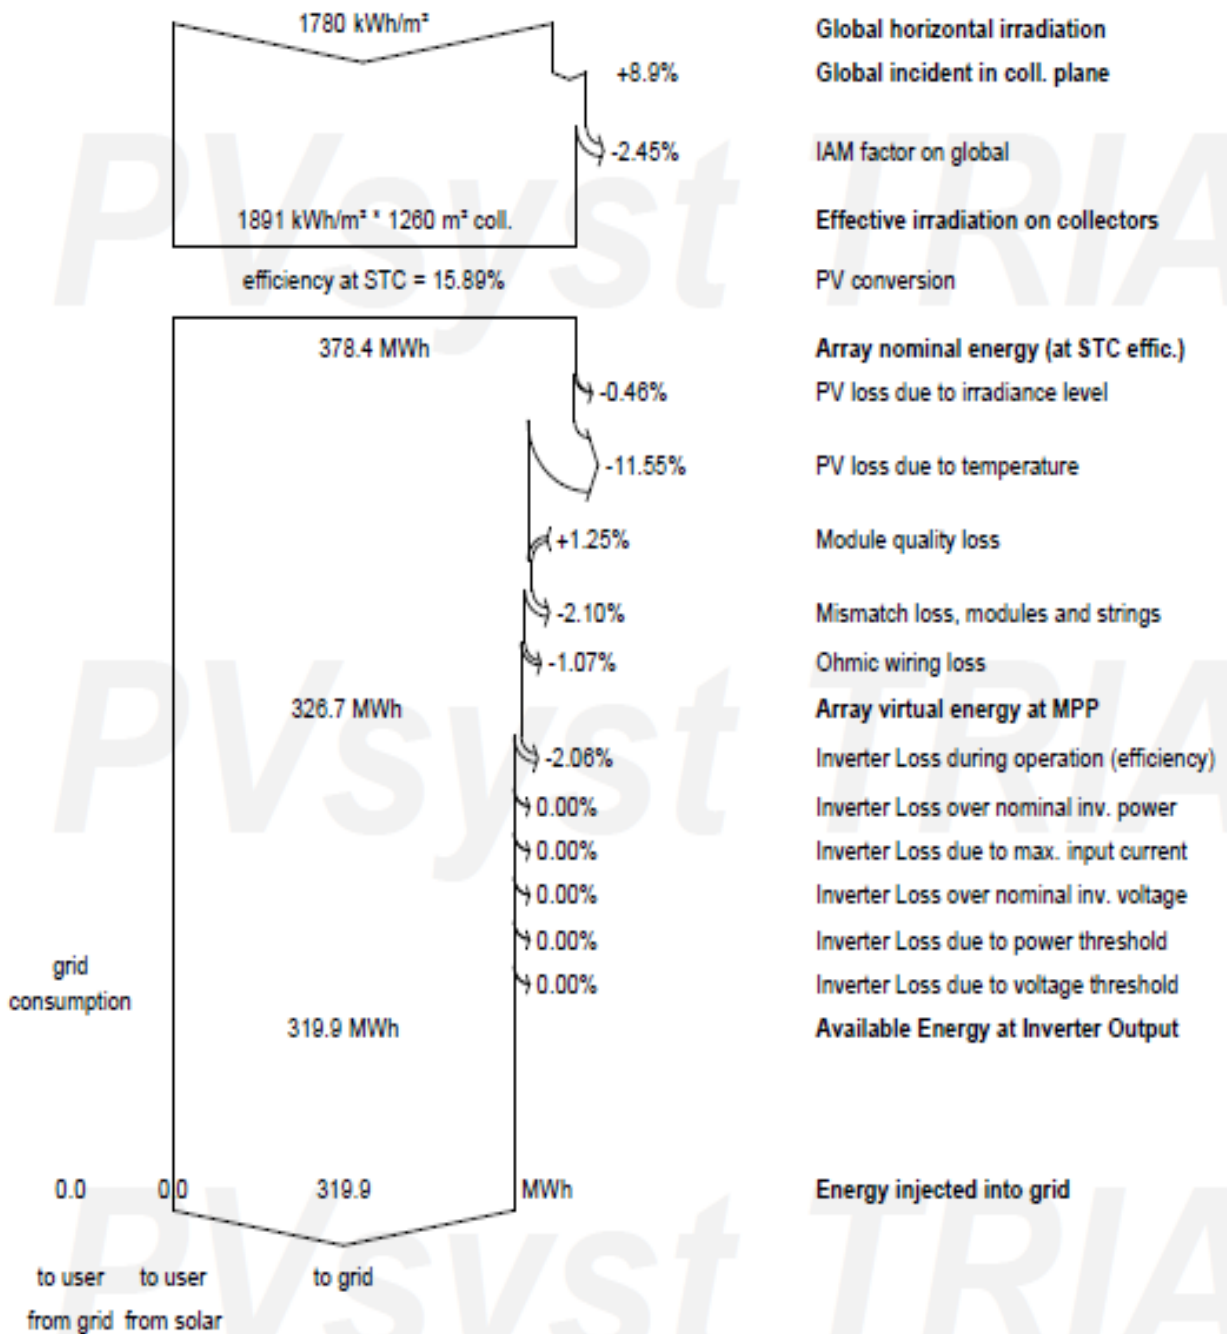 1780 kWh/m² Global horizontal irradiation
+8.9% Global incident in coll. plane
-2.45% IAM factor on global
1891 kWh/m² * 1260 m² coll. Effective irradiation on collectors
efficiency at STC = 15.89% PV conversion
378.4 MWh Array nominal energy (at STC effic.)
-0.46% PV loss due to irradiance level
-11.55% PV loss due to temperature
+1.25% Module quality loss
-2.10% Mismatch loss, modules and strings
-1.07% Ohmic wiring loss
326.7 MWh Array virtual energy at MPP
-2.06% Inverter Loss during operation (efficiency)
0.00% Inverter Loss over nominal inv. power
0.00% Inverter Loss due to max. input current
0.00% Inverter Loss over nominal inv. voltage
0.00% Inverter Loss due to power threshold
grid
0.00% Inverter Loss due to voltage threshold
consumption
319.9 MWh Available Energy at Inverter Output
0.0 0.0 319.9 MWh Energy injected into grid
to user to user to grid
from grid from solar
PVsyst TRIA
PVsyst TRIA
PVsyst TRIA